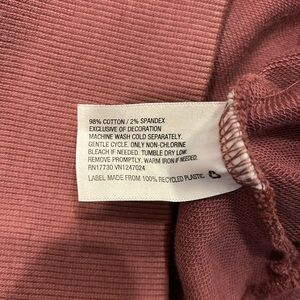 98% COTTON / 2% SPANDEX
EXCLUSIVE OF DECORATION
MACHINE WASH COLD SEPARATELY.
GENTLE CYCLE. ONLY NON-CHLORINE
BLEACH IF NEEDED. TUMBLE DRY LOW.
REMOVE PROMPTLY. WARM IRON IF NEEDED.
RN17730 VN1247024
LABEL MADE FROM 100% RECYCLED PLASTIC